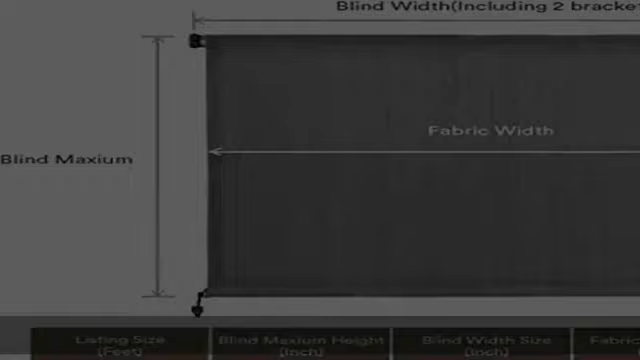 Blind Width(Including 2 bracke
Fabric Width
Blind Maxium
Listing Size
(Feet)
Blind Maxium Height
(Inch)
Blind Width Size
(Inch)
Fabric